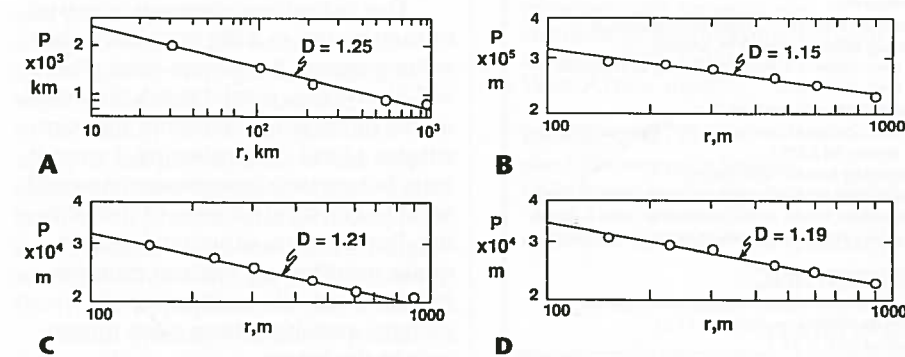 P
x10³
km
2
1
D = 1.25
10
10²
10³
r, km
A
P
x10⁵
m
4
3
2
D = 1.15
100
1000
r,m
B
P
x10⁴
m
4
3
2
D = 1.21
100
1000
r,m
C
P
x10⁴
m
4
3
2
D = 1.19
100
1000
r,m
D